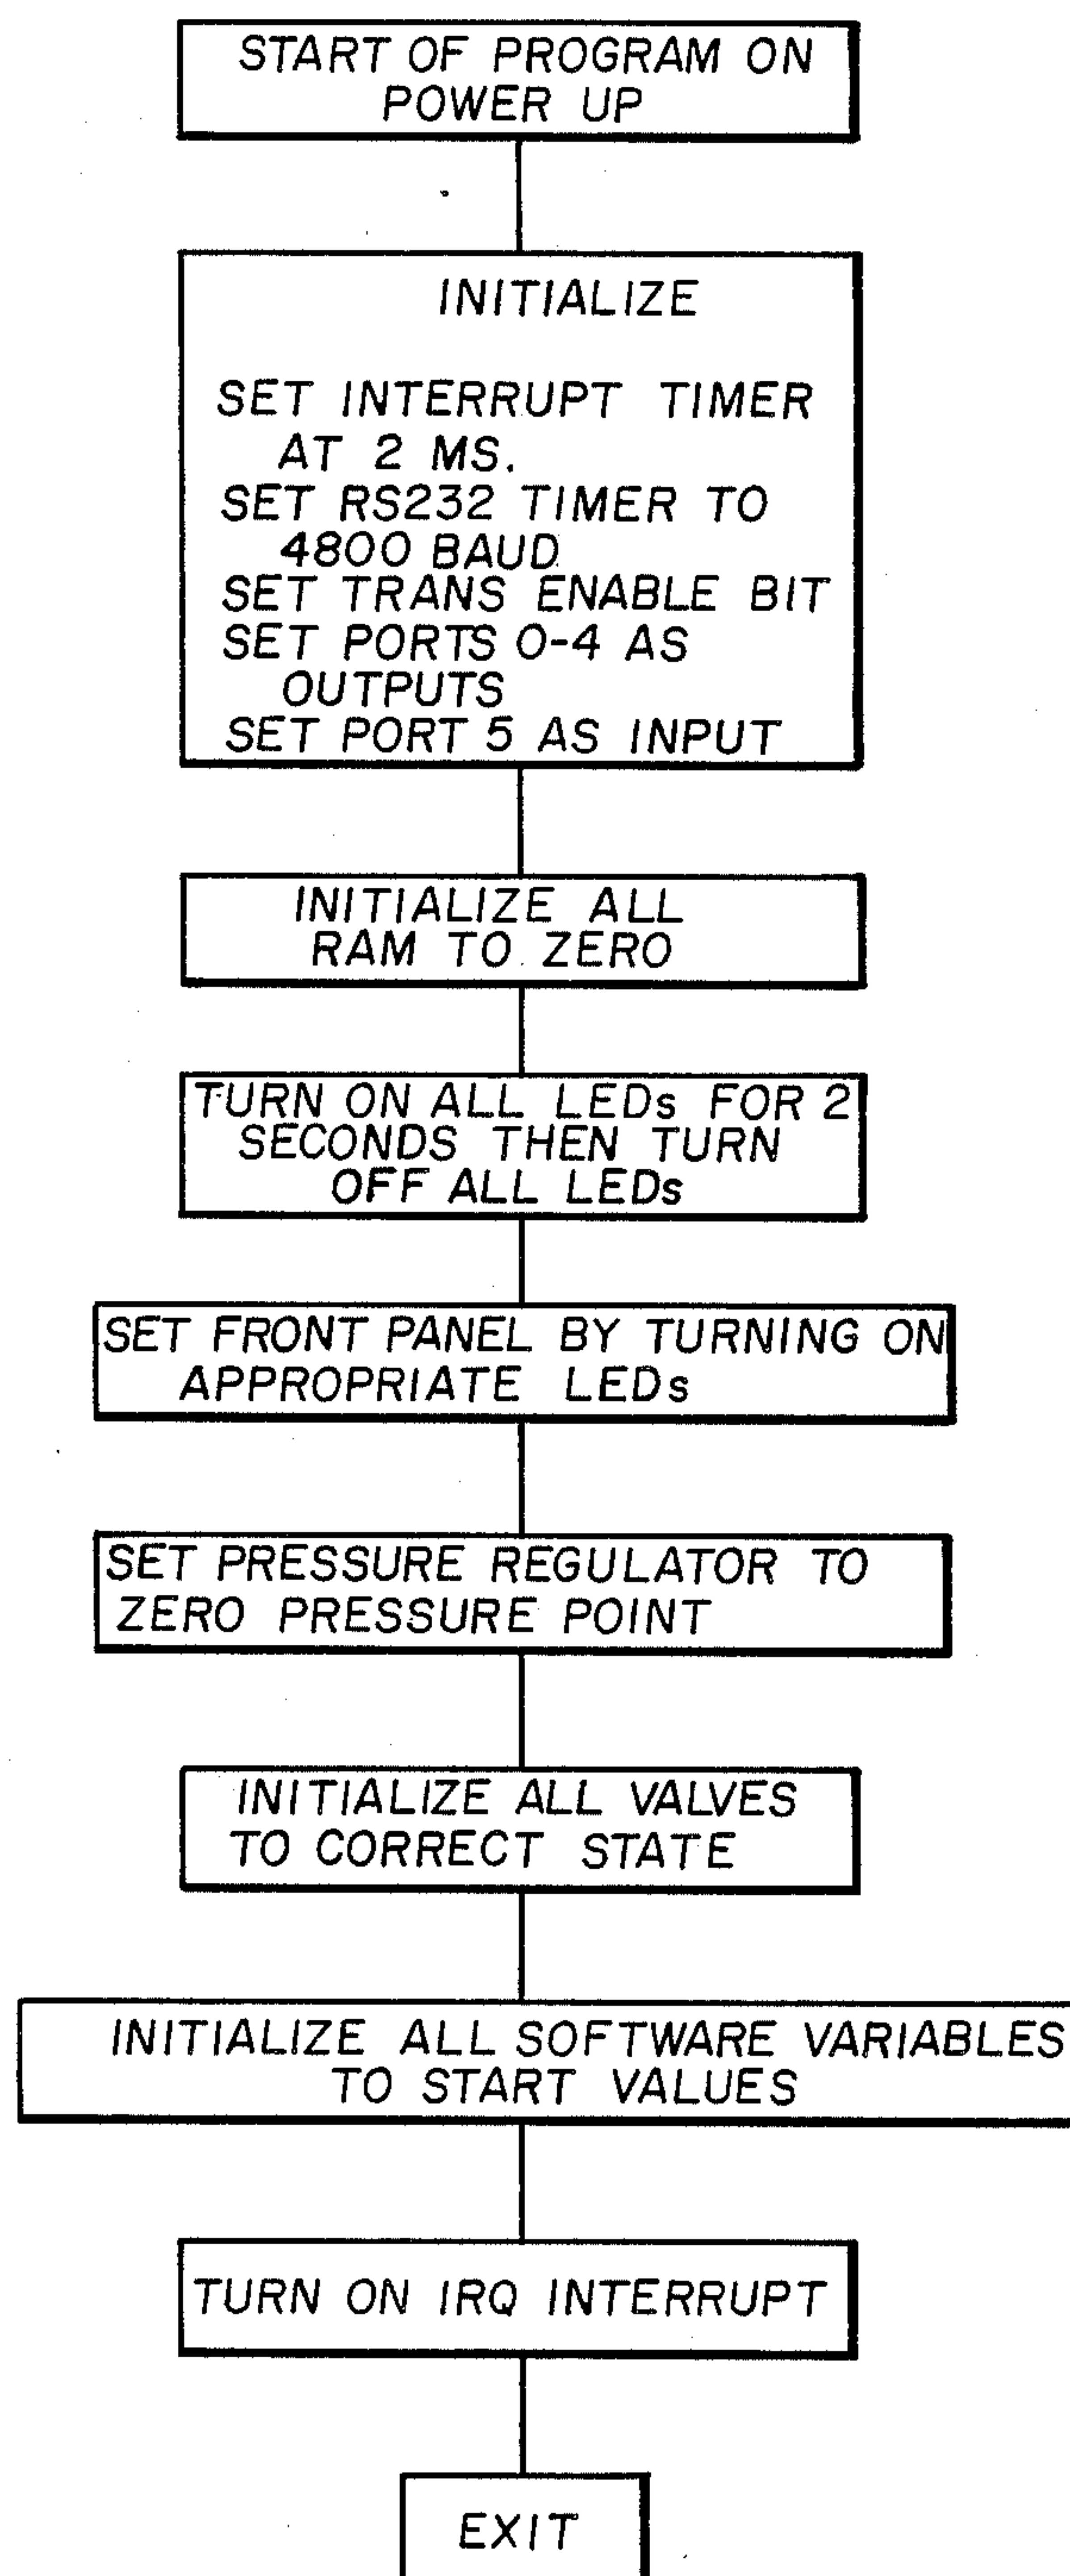 START OF PROGRAM ON
POWER UP
INITIALIZE
SET INTERRUPT TIMER
AT 2 MS.
SET RS232 TIMER TO
4800 BAUD
SET TRANS ENABLE BIT
SET PORTS 0-4 AS
OUTPUTS
SET PORT 5 AS INPUT
INITIALIZE ALL
RAM TO ZERO
TURN ON ALL LEDs FOR 2
SECONDS THEN TURN
OFF ALL LEDs
SET FRONT PANEL BY TURNING ON
APPROPRIATE LEDs
SET PRESSURE REGULATOR TO
ZERO PRESSURE POINT
INITIALIZE ALL VALVES
TO CORRECT STATE
INITIALIZE ALL SOFTWARE VARIABLES
TO START VALUES
TURN ON IRQ INTERRUPT
EXIT